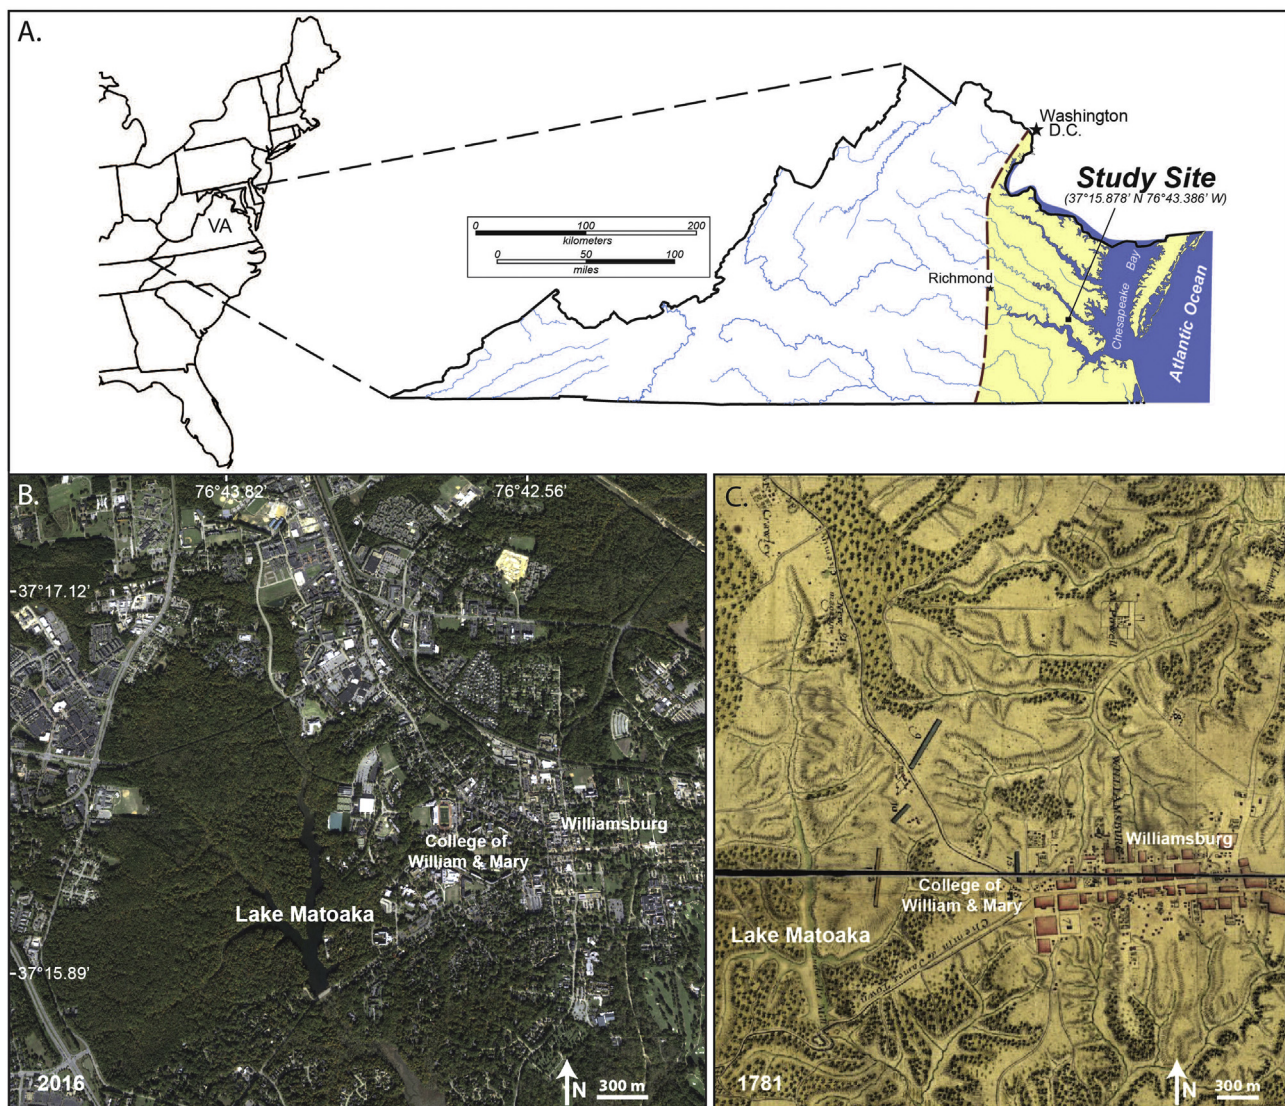 A.
Washington
D.C.
Study Site
(37°15.878' N 76°43.386' W)
VA
0 100 200
kilometers
0 50 100
miles
Richmond
Chesapeake Bay
Atlantic Ocean
B.
76°43.82'
76°42.56'
37°17.12'
Williamsburg
College of
William & Mary
Lake Matoaka
37°15.89'
2016
N
300 m
C.
WILLIAMSBURG
Williamsburg
College of
William & Mary
Lake Matoaka
1781
N
300 m